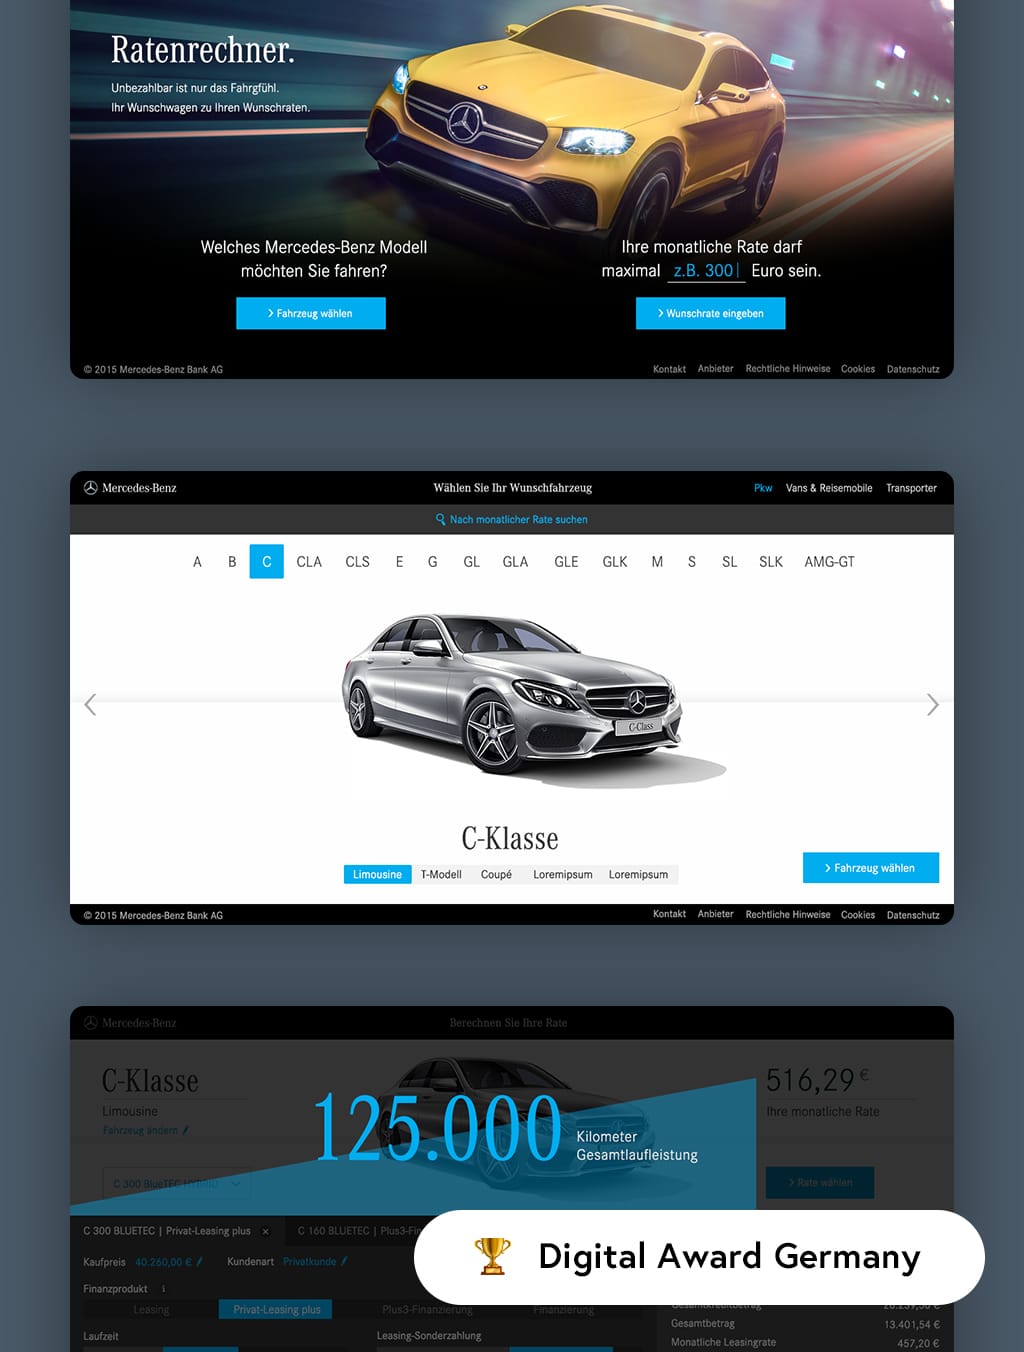 Ratenrechner.
Unbezahlbar ist nur das Fahrgfühl.
Ihr Wunschwagen zu Ihren Wunschraten.
Welches Mercedes-Benz Modell
möchten Sie fahren?
> Fahrzeug wählen
Ihre monatliche Rate darf
maximal z.B. 300 Euro sein.
> Wunschrate eingeben
© 2015 Mercedes-Benz Bank AG
Kontakt Anbieter Rechtliche Hinweise Cookies Datenschutz
Mercedes-Benz
Wählen Sie Ihr Wunschfahrzeug
Pkw Vans & Reisemobile Transporter
Nach monatlicher Rate suchen
A B C CLA CLS E G GL GLA GLE GLK M S SL SLK AMG-GT
C-Class
C-Klasse
Limousine T-Modell Coupé Loremipsum Loremipsum
> Fahrzeug wählen
© 2015 Mercedes-Benz Bank AG
Kontakt Anbieter Rechtliche Hinweise Cookies Datenschutz
Mercedes-Benz
Berechnen Sie Ihre Rate
C-Klasse
Limousine
Fahrzeug ändern
125.000
Kilometer
Gesamtlaufleistung
516,29 €
Ihre monatliche Rate
C 300 BlueTEC HYBRID
> Rate wählen
C 300 BLUETEC | Privat-Leasing plus
C 160 BLUETEC | Plus3-Fin
Digital Award Germany
Kaufpreis 40.260,00 € Kundenart Privatkunde
Finanzprodukt
Leasing Privat-Leasing plus Plus3-Finanzierung Finanzierung
Laufzeit
Leasing-Sonderzahlung
Gesamtkreditbetrag
Gesamtbetrag 13.401,54 €
Monatliche Leasingrate 457,20 €